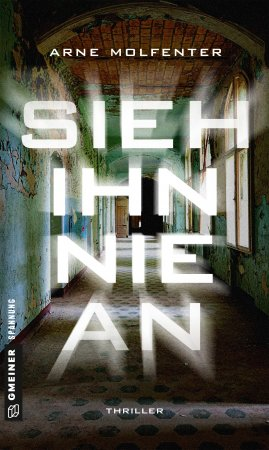 ARNE MOLFENTER
SIEH
IHN
NIE
AN
THRILLER
GMEINER SPANNUNG